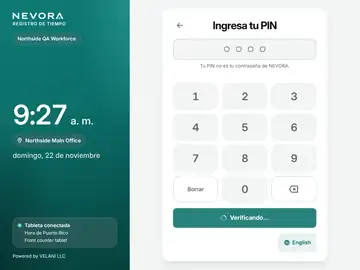 NEVORA
REGISTRO DE TIEMPO
Northside QA Workforce
9:27 a. m.
Northside Main Office
domingo, 22 de noviembre
Tableta conectada
Hora de Puerto Rico
Front counter tablet
Powered by VELANI LLC
Ingresa tu PIN
Tu PIN no es tu contraseña de NEVORA.
1 2 3
4 5 6
7 8 9
Borrar 0
Verificando...
English